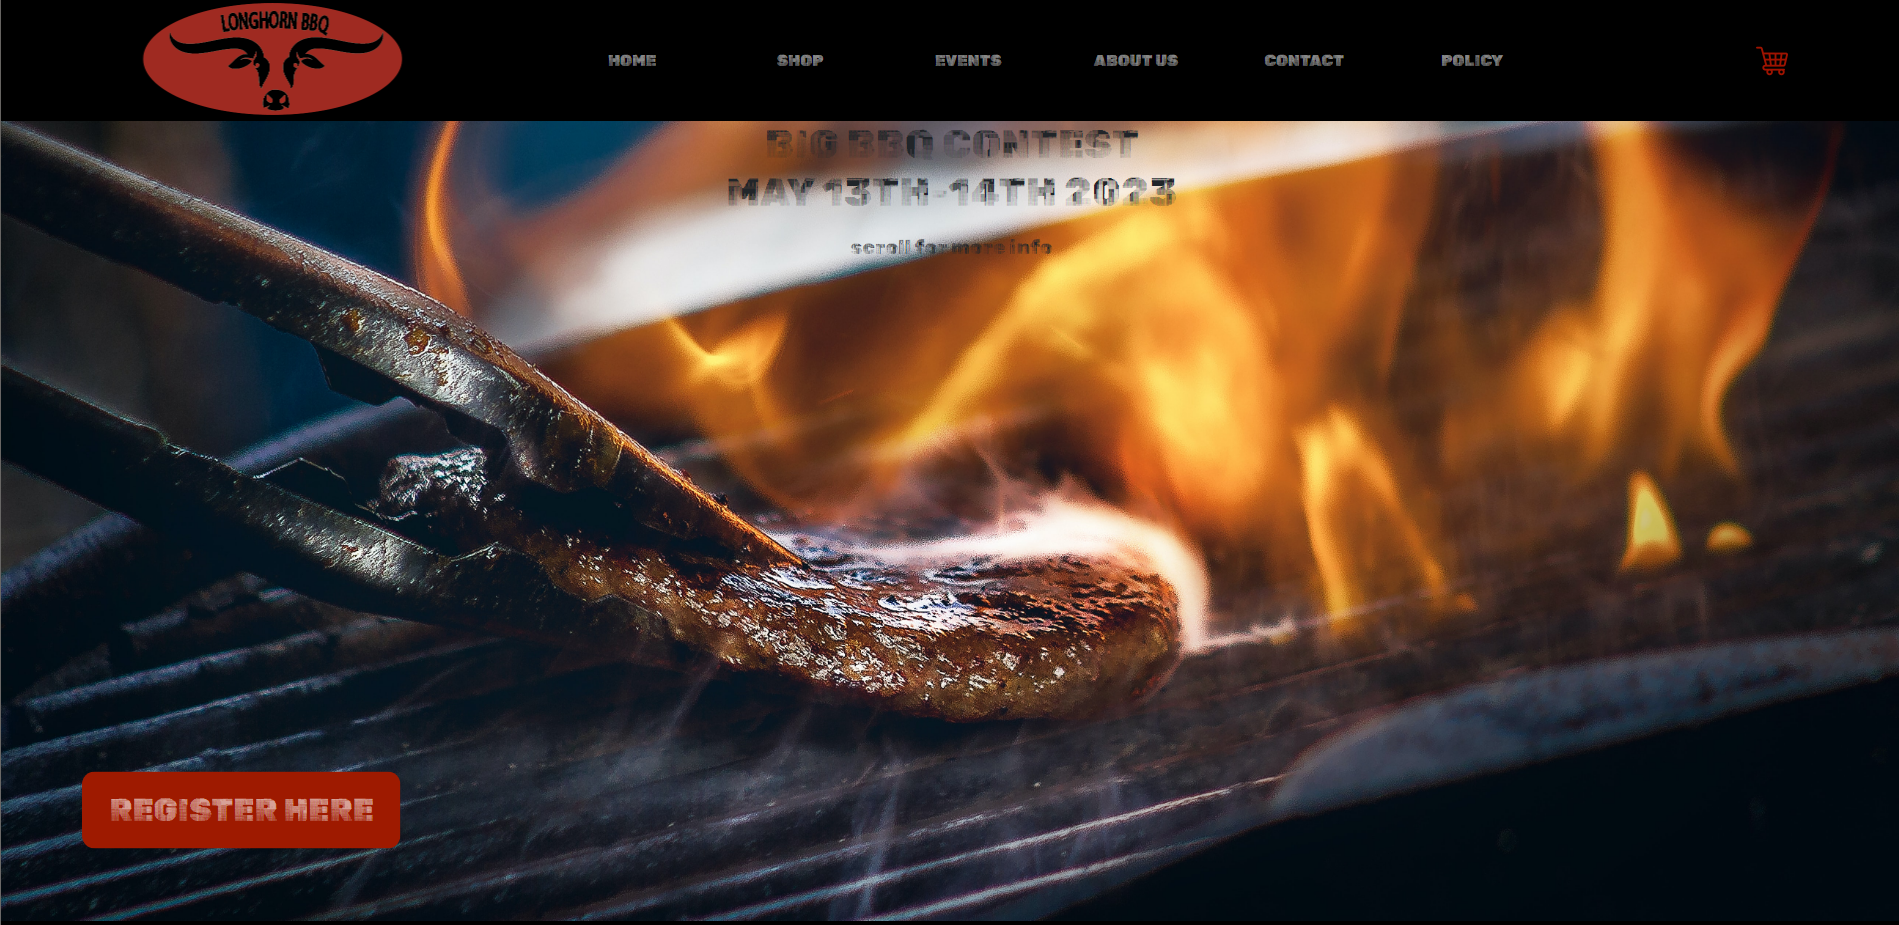 LONGHORN BBQ
HOME SHOP EVENTS ABOUT US CONTACT POLICY
BIG BBQ CONTEST
MAY 13TH-14TH 2023
scroll for more info
REGISTER HERE